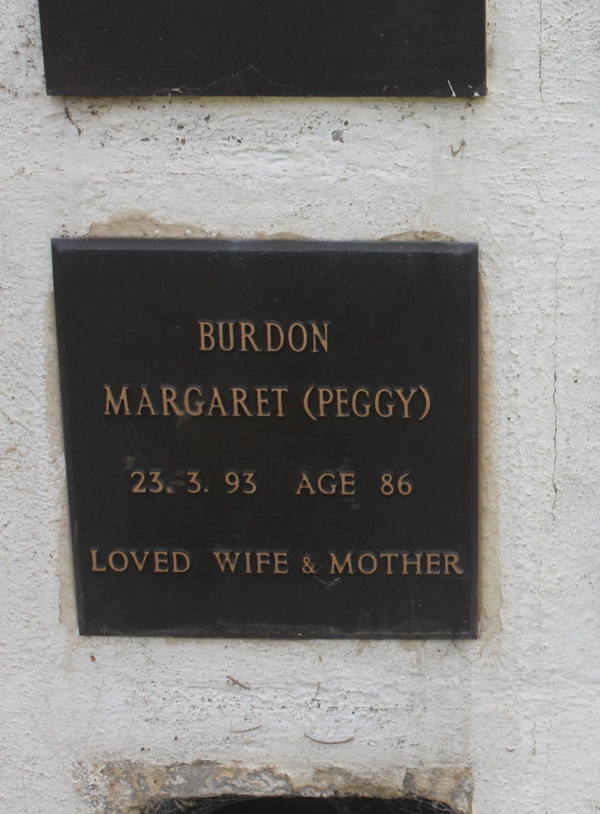 BURDON
MARGARET (PEGGY)
23. 3. 93 AGE 86
LOVED WIFE & MOTHER